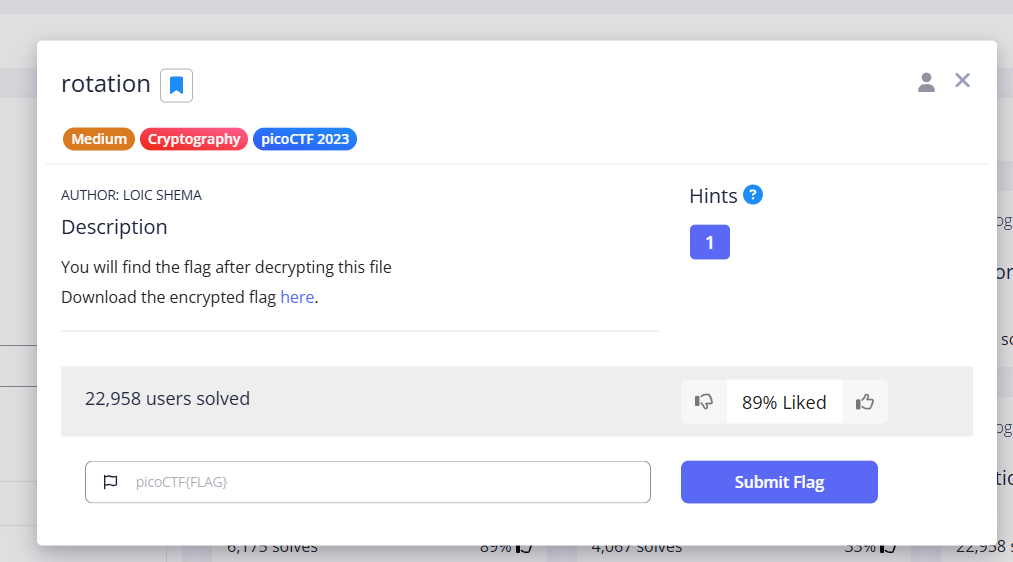 rotation
Medium Cryptography picoCTF 2023
AUTHOR: LOIC SHEMA
Hints ?
1
Description
You will find the flag after decrypting this file
Download the encrypted flag here.
22,958 users solved
89% Liked
picoCTF{FLAG}
Submit Flag
6,175 solves
89%
4,067 solves
53%
22,958